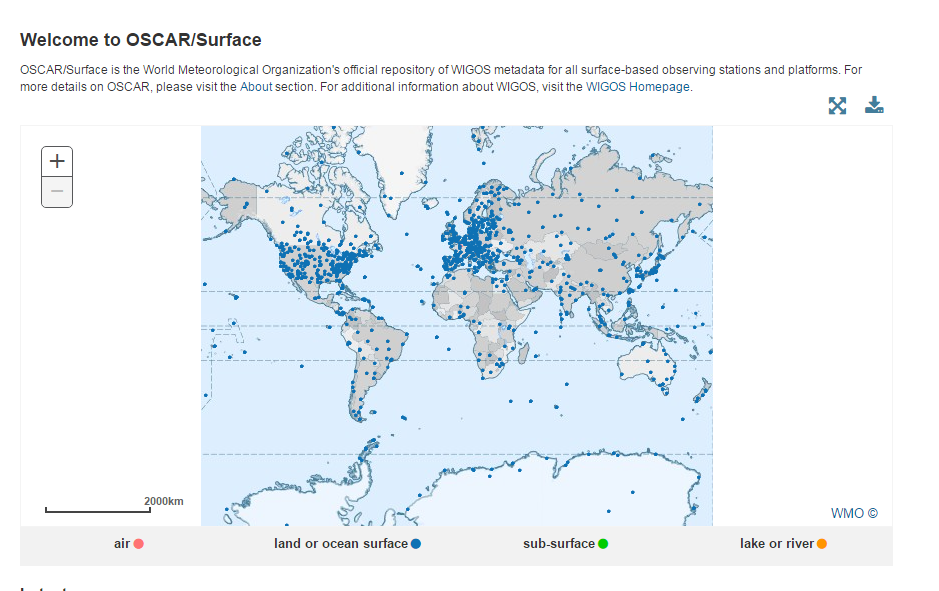 Welcome to OSCAR/Surface
OSCAR/Surface is the World Meteorological Organization's official repository of WIGOS metadata for all surface-based observing stations and platforms. For
more details on OSCAR, please visit the About section. For additional information about WIGOS, visit the WIGOS Homepage.
+
−
2000km
WMO ©
air
land or ocean surface
sub-surface
lake or river